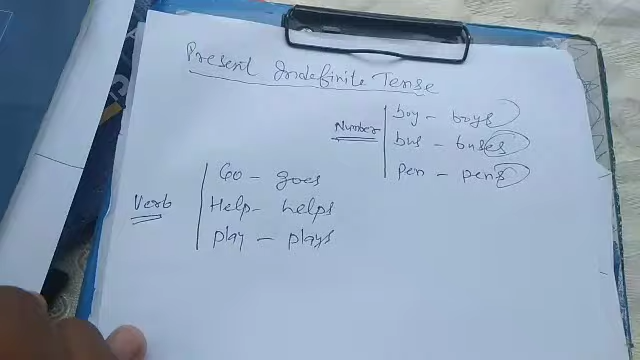 Present Indefinite Tense
Number
boy - boys
bus - buses
pen - pens
Verb
Go - goes
Help - helps
play - plays